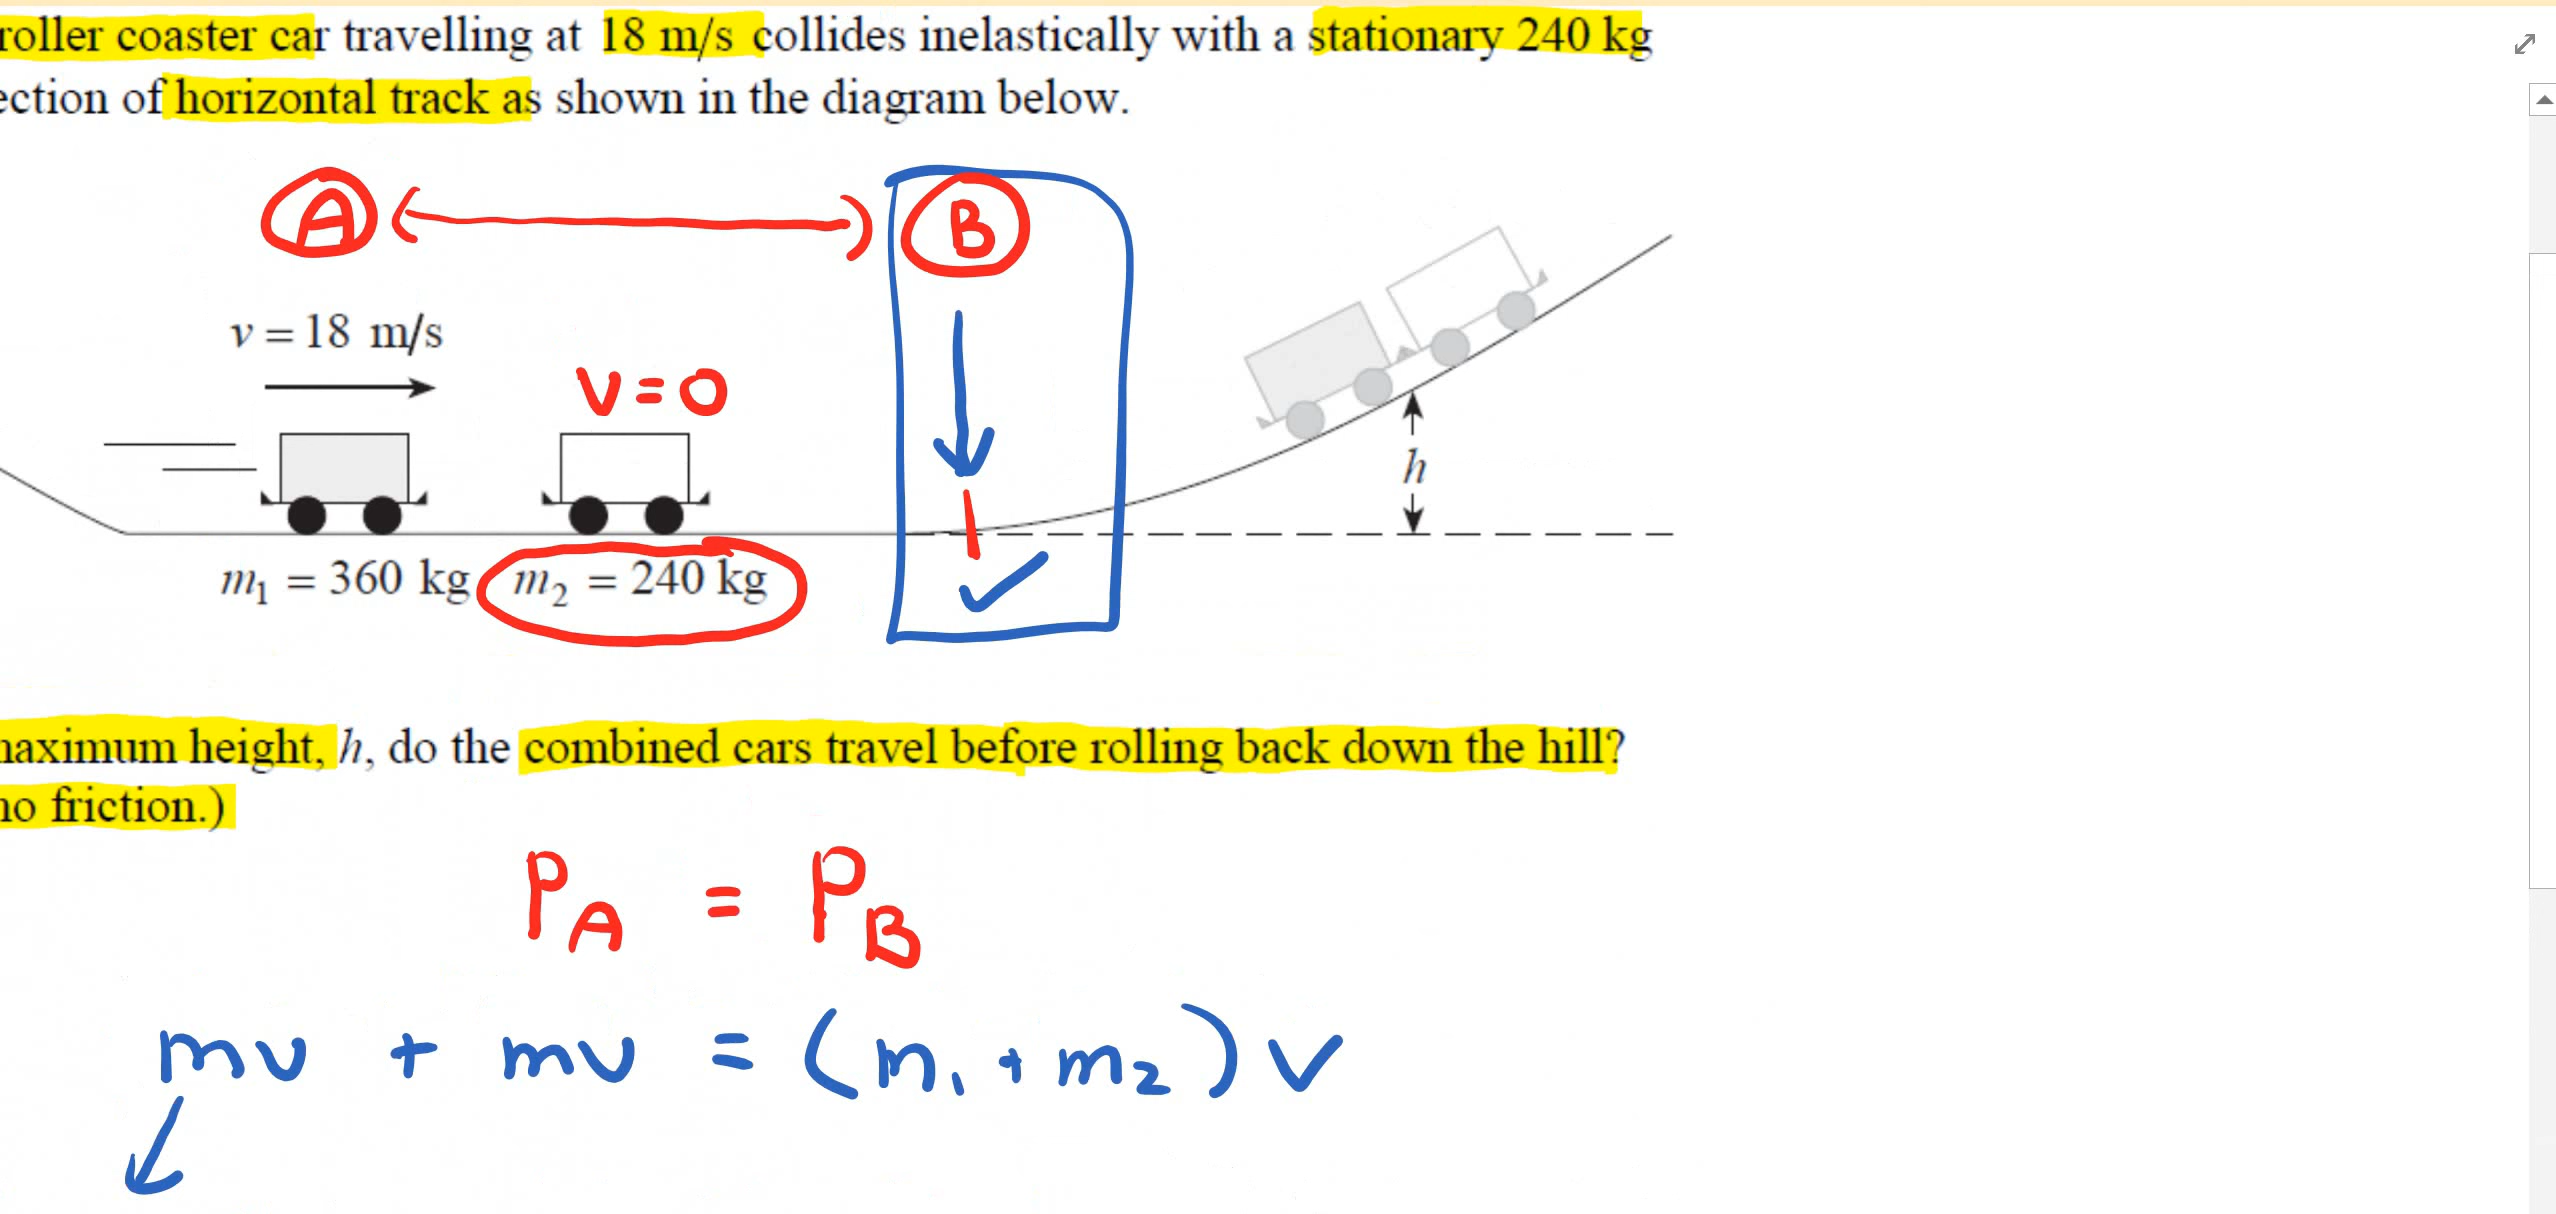 roller coaster car travelling at 18 m/s collides inelastically with a stationary 240 kg
ection of horizontal track as shown in the diagram below.
A B
v = 18 m/s
v = 0
h
m₁ = 360 kg m₂ = 240 kg
naximum height, h, do the combined cars travel before rolling back down the hill?
no friction.)
P_A = P_B
mv + mv = (m₁ + m₂) v